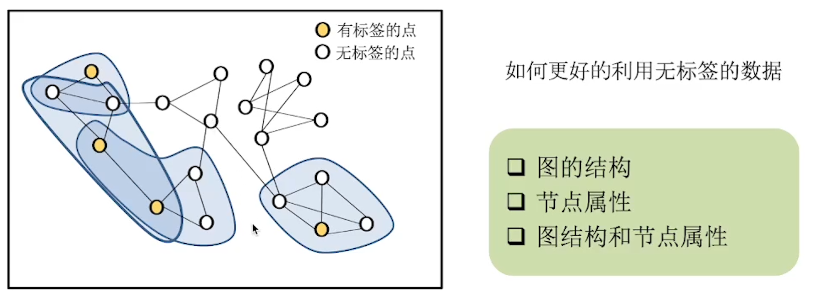 有标签的点
无标签的点
如何更好的利用无标签的数据
图的结构
节点属性
图结构和节点属性